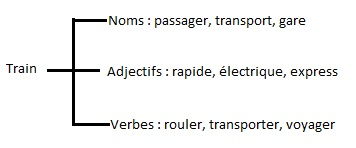 Noms : passager, transport, gare
Train
Adjectifs : rapide, électrique, express
Verbes : rouler, transporter, voyager